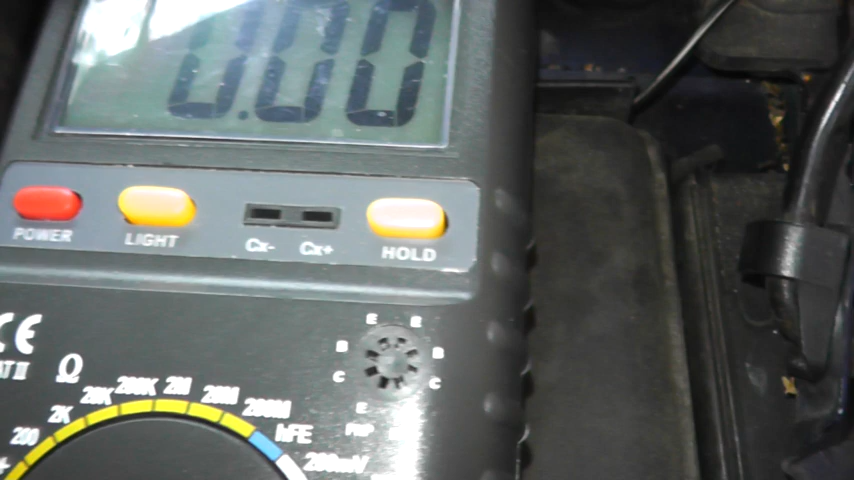 0.00
POWER LIGHT Cx- Cx+ HOLD
CE
Ω
E E
B B
C C
E
200 2K 20K 200K 2M 20M 200M hFE 200mV